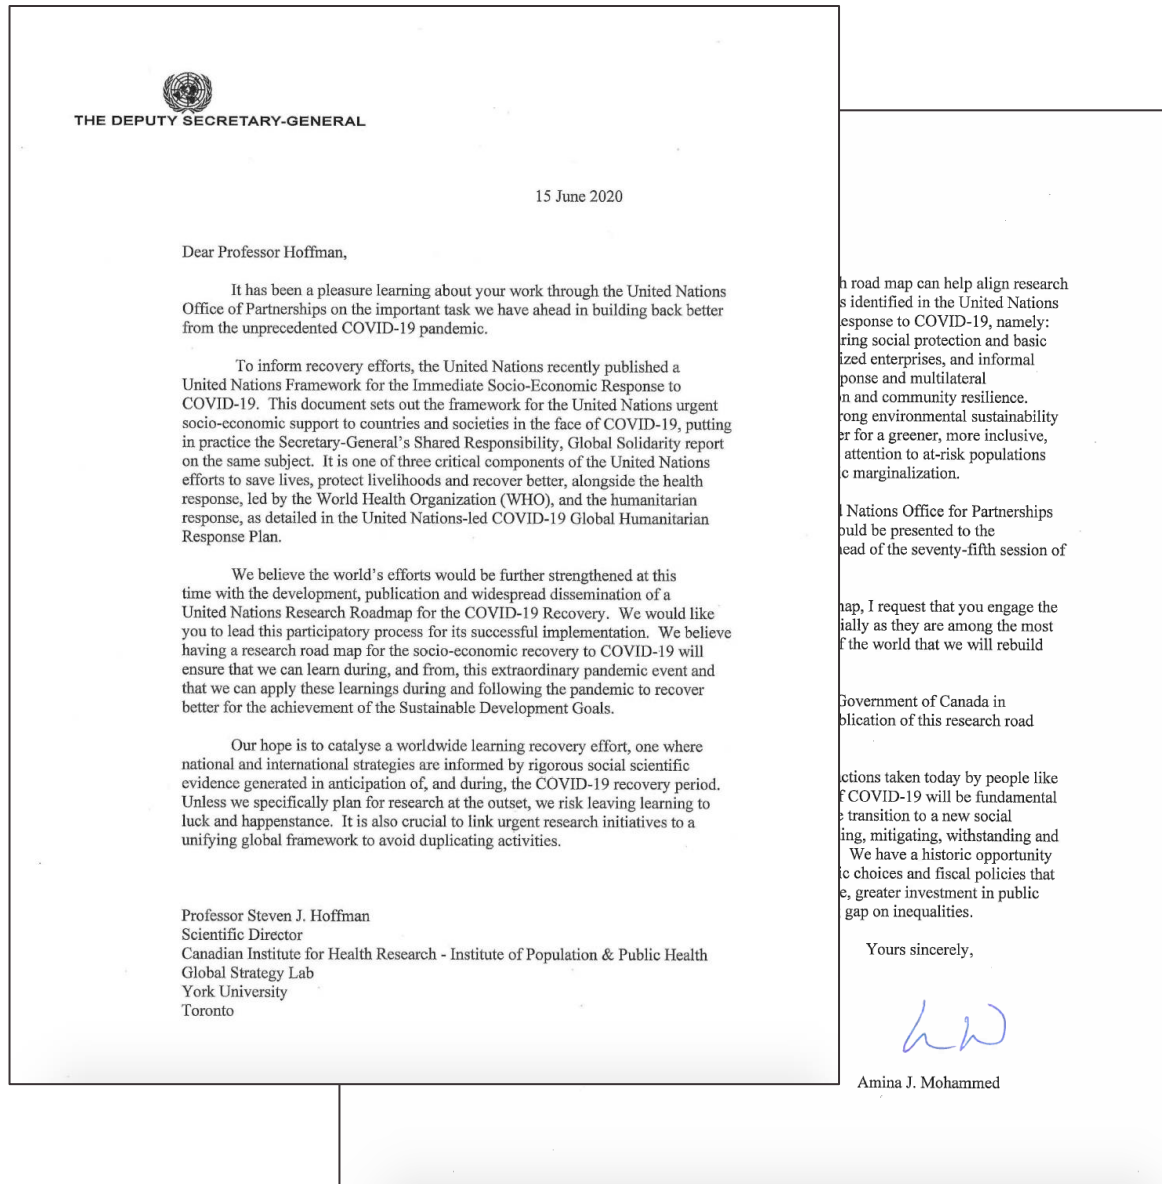 THE DEPUTY SECRETARY-GENERAL
15 June 2020
Dear Professor Hoffman,
It has been a pleasure learning about your work through the United Nations
Office of Partnerships on the important task we have ahead in building back better
from the unprecedented COVID-19 pandemic.
To inform recovery efforts, the United Nations recently published a
United Nations Framework for the Immediate Socio-Economic Response to
COVID-19. This document sets out the framework for the United Nations urgent
socio-economic support to countries and societies in the face of COVID-19, putting
in practice the Secretary-General's Shared Responsibility, Global Solidarity report
on the same subject. It is one of three critical components of the United Nations
efforts to save lives, protect livelihoods and recover better, alongside the health
response, led by the World Health Organization (WHO), and the humanitarian
response, as detailed in the United Nations-led COVID-19 Global Humanitarian
Response Plan.
We believe the world's efforts would be further strengthened at this
time with the development, publication and widespread dissemination of a
United Nations Research Roadmap for the COVID-19 Recovery. We would like
you to lead this participatory process for its successful implementation. We believe
having a research road map for the socio-economic recovery to COVID-19 will
ensure that we can learn during, and from, this extraordinary pandemic event and
that we can apply these learnings during and following the pandemic to recover
better for the achievement of the Sustainable Development Goals.
Our hope is to catalyse a worldwide learning recovery effort, one where
national and international strategies are informed by rigorous social scientific
evidence generated in anticipation of, and during, the COVID-19 recovery period.
Unless we specifically plan for research at the outset, we risk leaving learning to
luck and happenstance. It is also crucial to link urgent research initiatives to a
unifying global framework to avoid duplicating activities.
Professor Steven J. Hoffman
Scientific Director
Canadian Institute for Health Research - Institute of Population & Public Health
Global Strategy Lab
York University
Toronto
h road map can help align research
s identified in the United Nations
esponse to COVID-19, namely:
ring social protection and basic
ized enterprises, and informal
ponse and multilateral
n and community resilience.
rong environmental sustainability
er for a greener, more inclusive,
attention to at-risk populations
c marginalization.
Nations Office for Partnerships
ould be presented to the
ead of the seventy-fifth session of
ap, I request that you engage the
ially as they are among the most
f the world that we will rebuild
Government of Canada in
blication of this research road
ctions taken today by people like
f COVID-19 will be fundamental
transition to a new social
ing, mitigating, withstanding and
We have a historic opportunity
ic choices and fiscal policies that
e, greater investment in public
gap on inequalities.
Yours sincerely,
Amina J. Mohammed